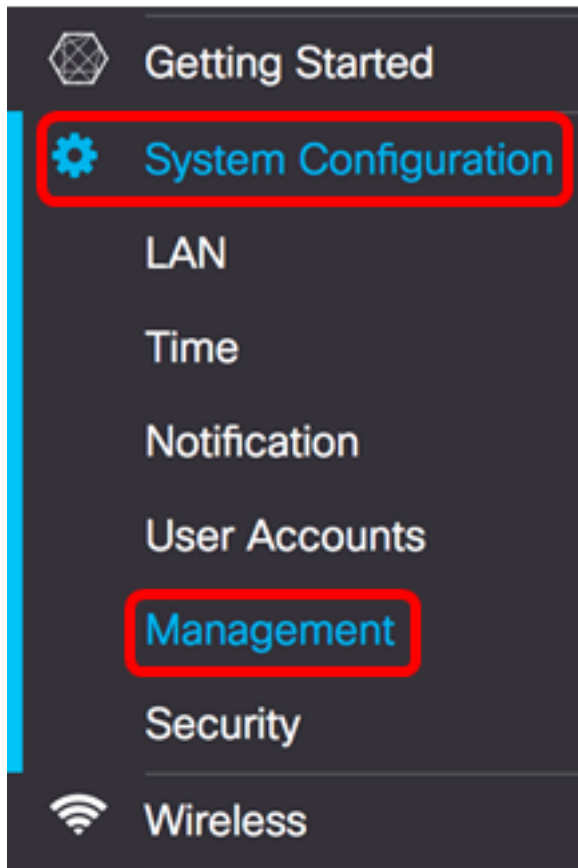 Getting Started
System Configuration
LAN
Time
Notification
User Accounts
Management
Security
Wireless